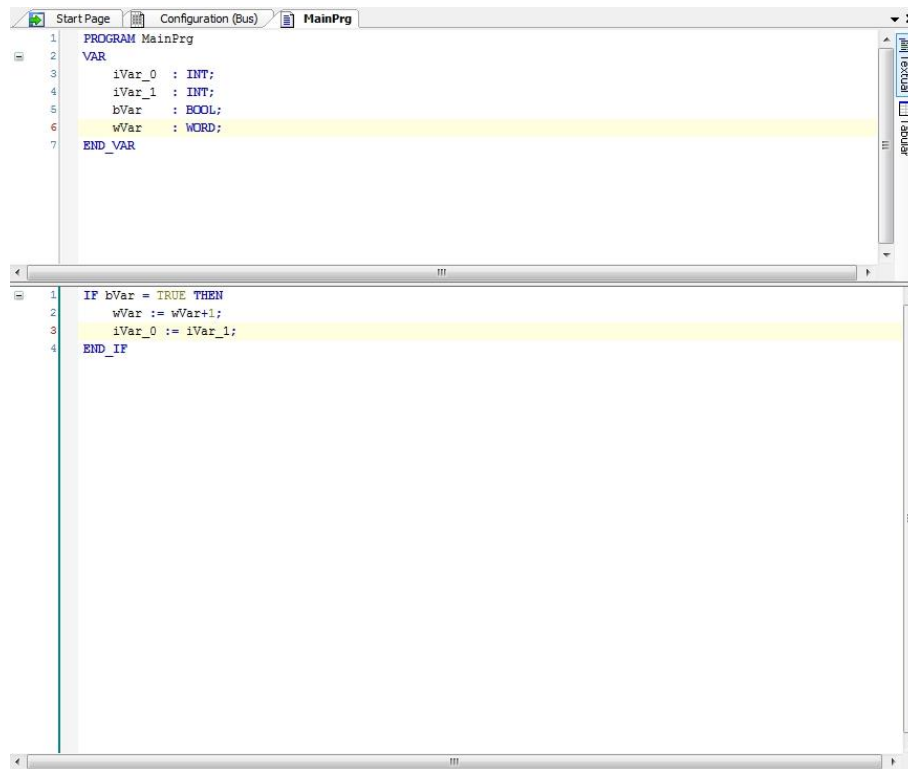 Start Page Configuration (Bus) MainPrg
1 PROGRAM MainPrg
2 VAR
3 iVar_0 : INT;
4 iVar_1 : INT;
5 bVar : BOOL;
6 wVar : WORD;
7 END_VAR
Textual
Tabular
1 IF bVar = TRUE THEN
2 wVar := wVar+1;
3 iVar_0 := iVar_1;
4 END_IF